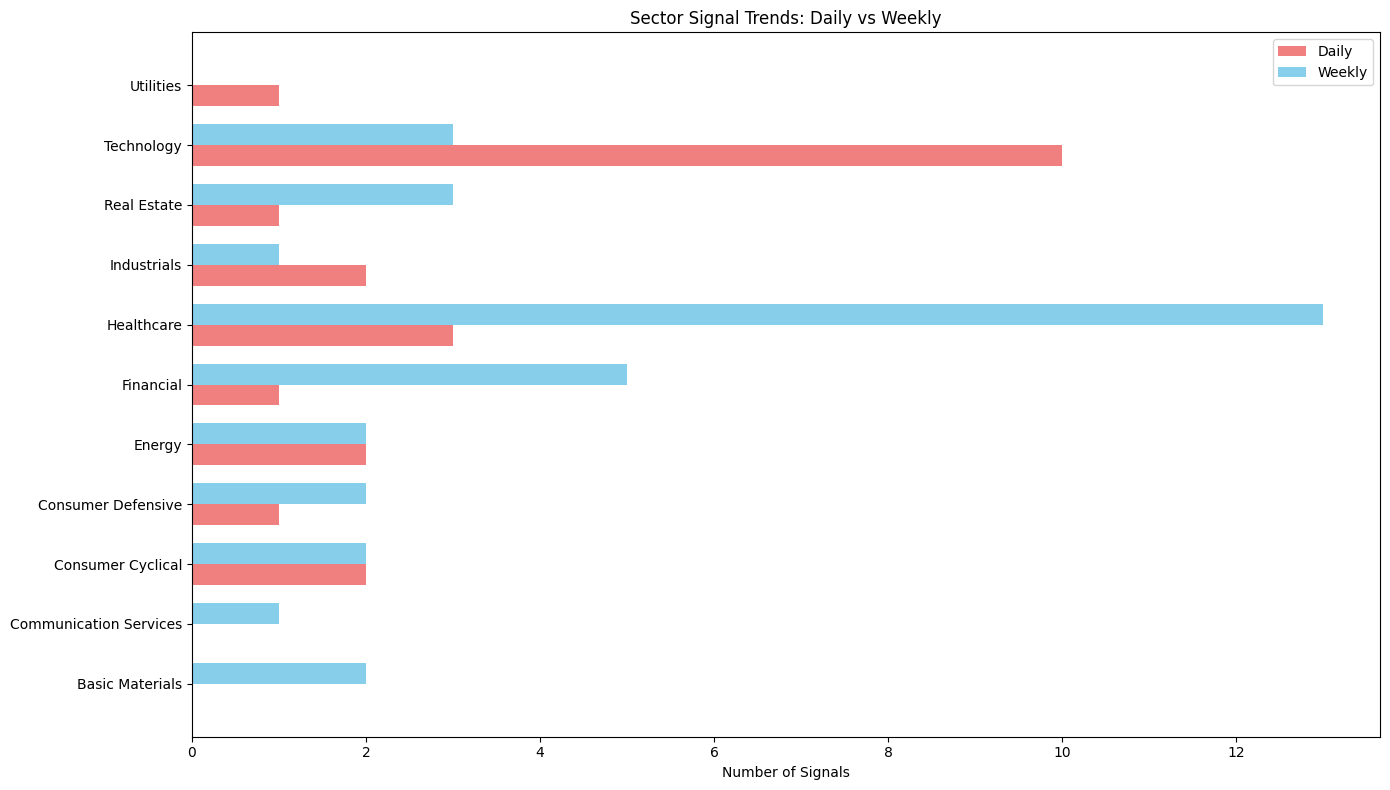 Sector Signal Trends: Daily vs Weekly
Daily
Weekly
Utilities
Technology
Real Estate
Industrials
Healthcare
Financial
Energy
Consumer Defensive
Consumer Cyclical
Communication Services
Basic Materials
0 2 4 6 8 10 12
Number of Signals